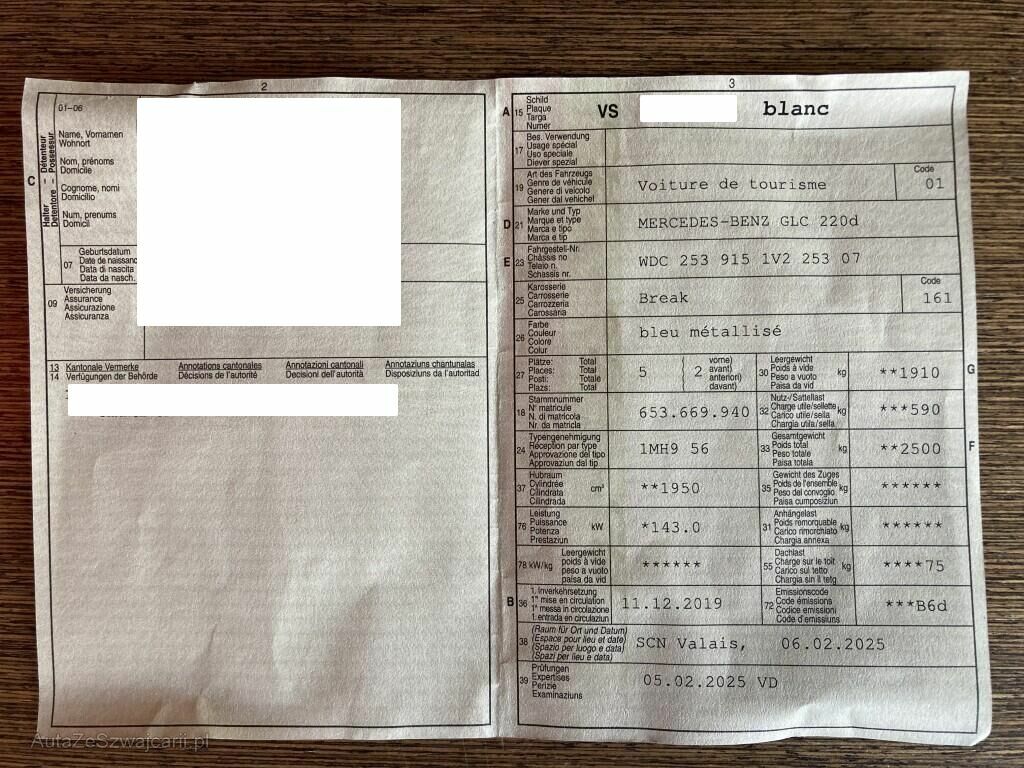 2
01–06
C
Halter – Détenteur
Detentore – Possessur
Name, Vornamen
Wohnort
Nom, prénoms
Domicile
Cognome, nomi
Domicilio
Num, prenums
Domicil
07
Geburtsdatum
Date de naissanc
Data di nascita
Data da nasch.
09
Versicherung
Assurance
Assicurazione
Assicuranza
13 Kantonale Vermerke Annotations cantonales Annotazioni cantonali Annotaziuns chantunalas
14 Verfügungen der Behörde Décisions de l'autorité Decisioni dell'autorità Disposiziuns da l'autoritad
3
A 15 Schild
Plaque
Targa
Numer
VS blanc
17 Bes. Verwendung
Usage spécial
Uso speciale
Diever spezial
19 Art des Fahrzeugs
Genre de véhicule
Genere di veicolo
Gener dal vehichel
Voiture de tourisme
Code
01
D 21 Marke und Typ
Marque et type
Marca e tipo
Marca e tip
MERCEDES-BENZ GLC 220d
E 23 Fahrgestell-Nr.
Châssis no
Telaio n.
Schassis nr.
WDC 253 915 1V2 253 07
25 Karosserie
Carrosserie
Carrozzeria
Carossaria
Break
Code
161
26 Farbe
Couleur
Colore
Colur
bleu métallisé
27 Plätze: Total
Places: Total
Posti: Totale
Plazs: Total
5 ( 2 vorne)
avant)
anteriori)
davant)
30 Leergewicht
Poids à vide
Peso a vuoto
Paisa da vid
kg
**1910
G
18 Stammnummer
N° matricule
N. di matricola
Nr. da matricla
653.669.940
32 Nutz-/Sattellast
Charge utile/sellette
Carico utile/sella
Chargia utila/sella
kg
***590
24 Typengenehmigung
Réception par type
Approvazione del tipo
Approvaziun dal tip
1MH9 56
33 Gesamtgewicht
Poids total
Peso totale
Paisa totala
kg
**2500
F
37 Hubraum
Cylindrée
Cilindrata
Cilindrada
cm³
**1950
35 Gewicht des Zuges
Poids de l'ensemble
Peso del convoglio
Paisa cumposiziun
kg
******
76 Leistung
Puissance
Potenza
Prestaziun
kW
*143.0
31 Anhängelast
Poids remorquable
Carico rimorchiato
Chargia annexa
kg
******
78 kW/kg Leergewicht
poids à vide
peso a vuoto
paisa da vid
******
55 Dachlast
Charge sur le toit
Carico sul tetto
Chargia sin il tetg
kg
****75
B 36 1. Inverkehrsetzung
1re mise en circulation
1a messa in circolazione
1. entrada en circulaziun
11.12.2019
72 Emissionscode
Code émissions
Codice emissioni
Code d'emissiuns
***B6d
38 (Raum für Ort und Datum)
(Espace pour lieu et date)
(Spazio per luogo e data)
(Spazi per lieu e data)
SCN Valais, 06.02.2025
39 Prüfungen
Expertises
Perizie
Examinaziuns
05.02.2025 VD
AutaZeSzwajcarii.pl